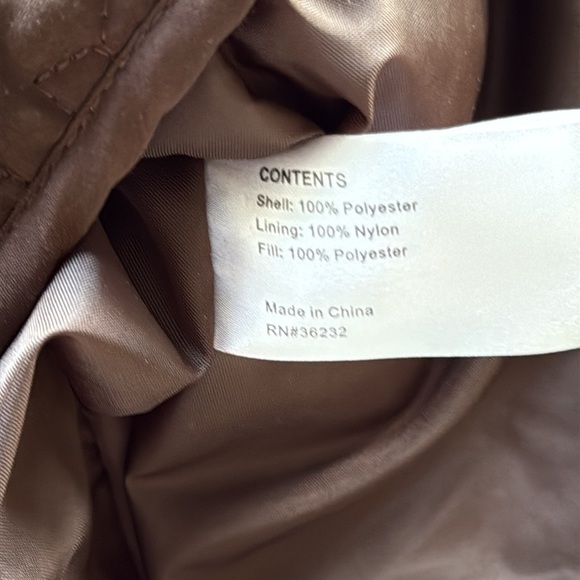 CONTENTS
Shell: 100% Polyester
Lining: 100% Nylon
Fill: 100% Polyester
Made in China
RN#36232